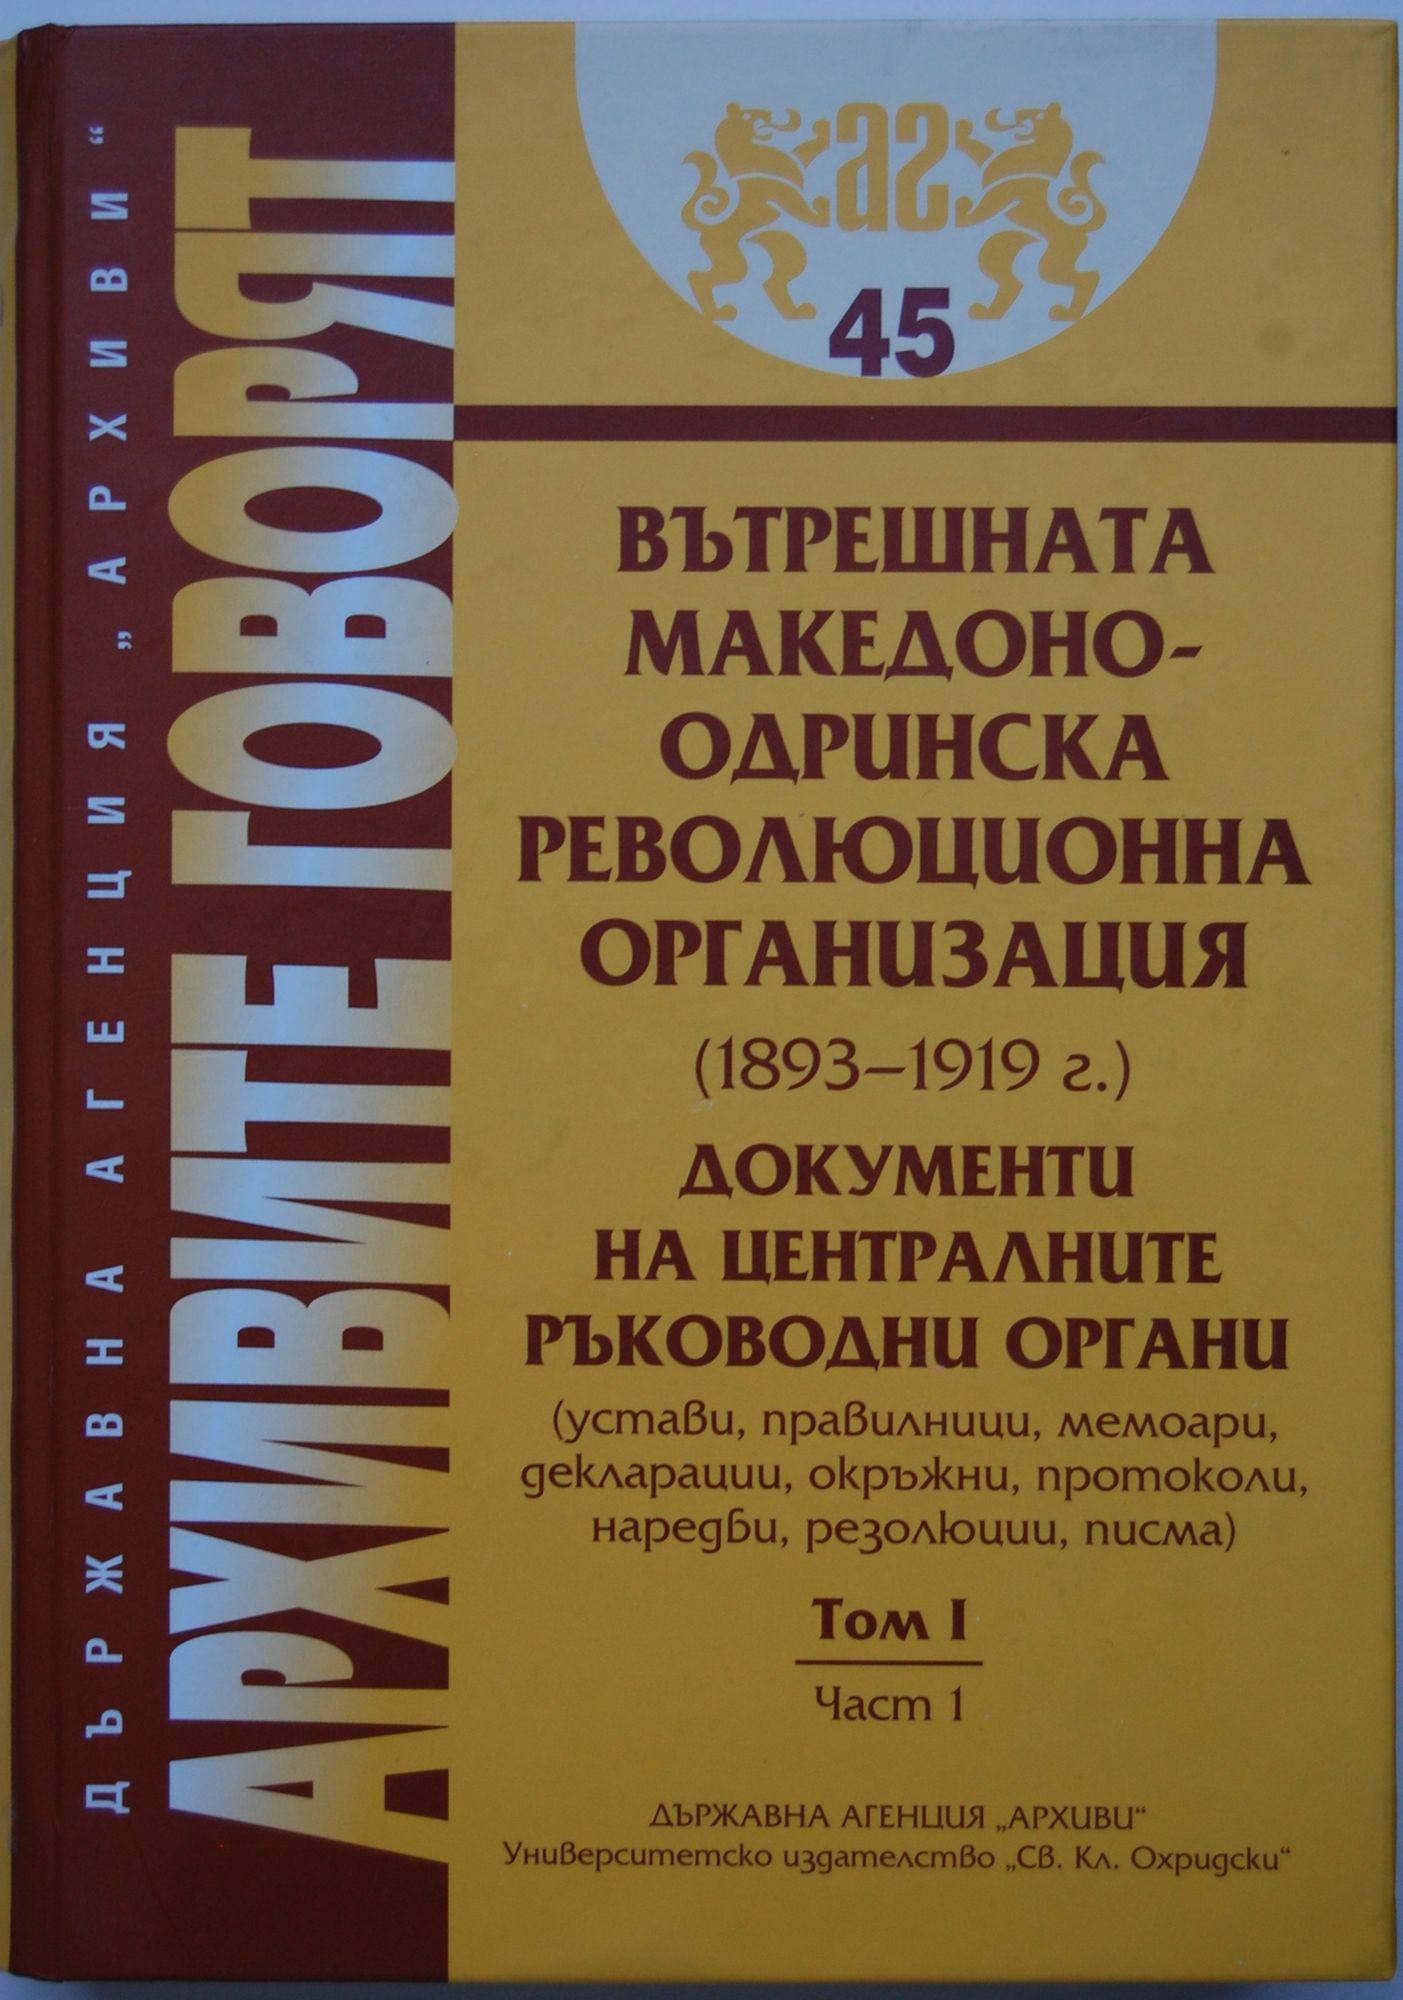 ДЪРЖАВНА АГЕНЦИЯ „АРХИВИ“
АРХИВИТЕ ГОВОРЯТ
аг
45
ВЪТРЕШНАТА
МАКЕДОНО-
ОДРИНСКА
РЕВОЛЮЦИОННА
ОРГАНИЗАЦИЯ
(1893–1919 г.)
ДОКУМЕНТИ
НА ЦЕНТРАЛНИТЕ
РЪКОВОДНИ ОРГАНИ
(устави, правилници, мемоари,
декларации, окръжни, протоколи,
наредби, резолюции, писма)
Том I
Част 1
ДЪРЖАВНА АГЕНЦИЯ „АРХИВИ“
Университетско издателство „Св. Кл. Охридски“